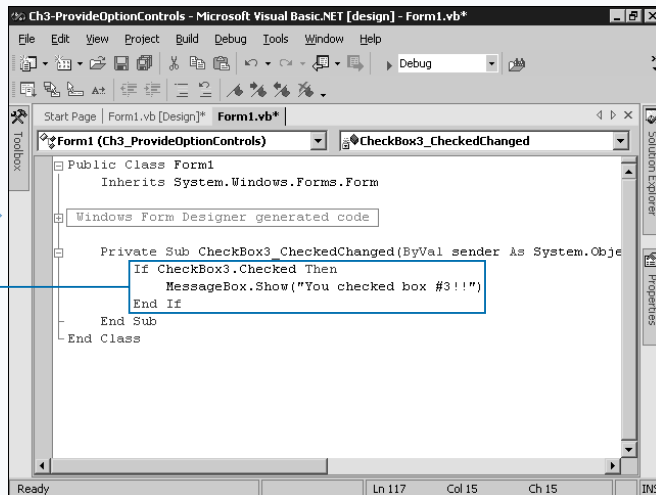 Ch3-ProvideOptionControls - Microsoft Visual Basic.NET [design] - Form1.vb*
File Edit View Project Build Debug Tools Window Help
Debug
Start Page Form1.vb [Design]* Form1.vb*
Form1 (Ch3_ProvideOptionControls) CheckBox3_CheckedChanged
Toolbox
Solution Explorer
Properties
Public Class Form1
Inherits System.Windows.Forms.Form
Windows Form Designer generated code
Private Sub CheckBox3_CheckedChanged(ByVal sender As System.Obje
If CheckBox3.Checked Then
MessageBox.Show("You checked box #3!!")
End If
End Sub
End Class
Ready Ln 117 Col 15 Ch 15 INS